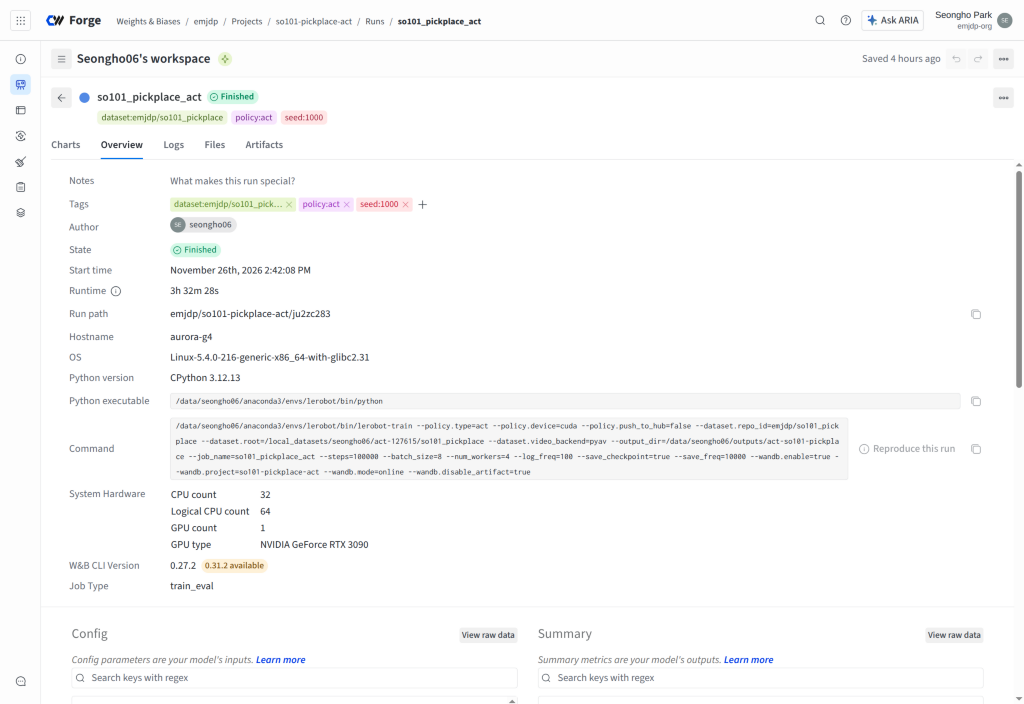 Forge
Weights & Biases / emjdp / Projects / so101-pickplace-act / Runs / so101_pickplace_act
Ask ARIA
Seongho Park
emjdp-org
SE
Seongho06's workspace
Saved 4 hours ago
so101_pickplace_act
Finished
dataset:emjdp/so101_pickplace policy:act seed:1000
Charts Overview Logs Files Artifacts
Notes What makes this run special?
Tags dataset:emjdp/so101_pick... policy:act seed:1000
Author SE seongho06
State Finished
Start time November 26th, 2026 2:42:08 PM
Runtime 3h 32m 28s
Run path emjdp/so101-pickplace-act/ju2zc283
Hostname aurora-g4
OS Linux-5.4.0-216-generic-x86_64-with-glibc2.31
Python version CPython 3.12.13
Python executable /data/seongho06/anaconda3/envs/lerobot/bin/python
Command
/data/seongho06/anaconda3/envs/lerobot/bin/lerobot-train --policy.type=act --policy.device=cuda --policy.push_to_hub=false --dataset.repo_id=emjdp/so101_pick
place --dataset.root=/local_datasets/seongho06/act-127615/so101_pickplace --dataset.video_backend=pyav --output_dir=/data/seongho06/outputs/act-so101-pickpla
ce --job_name=so101_pickplace_act --steps=100000 --batch_size=8 --num_workers=4 --log_freq=100 --save_checkpoint=true --save_freq=10000 --wandb.enable=true -
-wandb.project=so101-pickplace-act --wandb.mode=online --wandb.disable_artifact=true
Reproduce this run
System Hardware CPU count 32
Logical CPU count 64
GPU count 1
GPU type NVIDIA GeForce RTX 3090
W&B CLI Version 0.27.2 0.31.2 available
Job Type train_eval
Config View raw data
Config parameters are your model's inputs. Learn more
Search keys with regex
Summary View raw data
Summary metrics are your model's outputs. Learn more
Search keys with regex